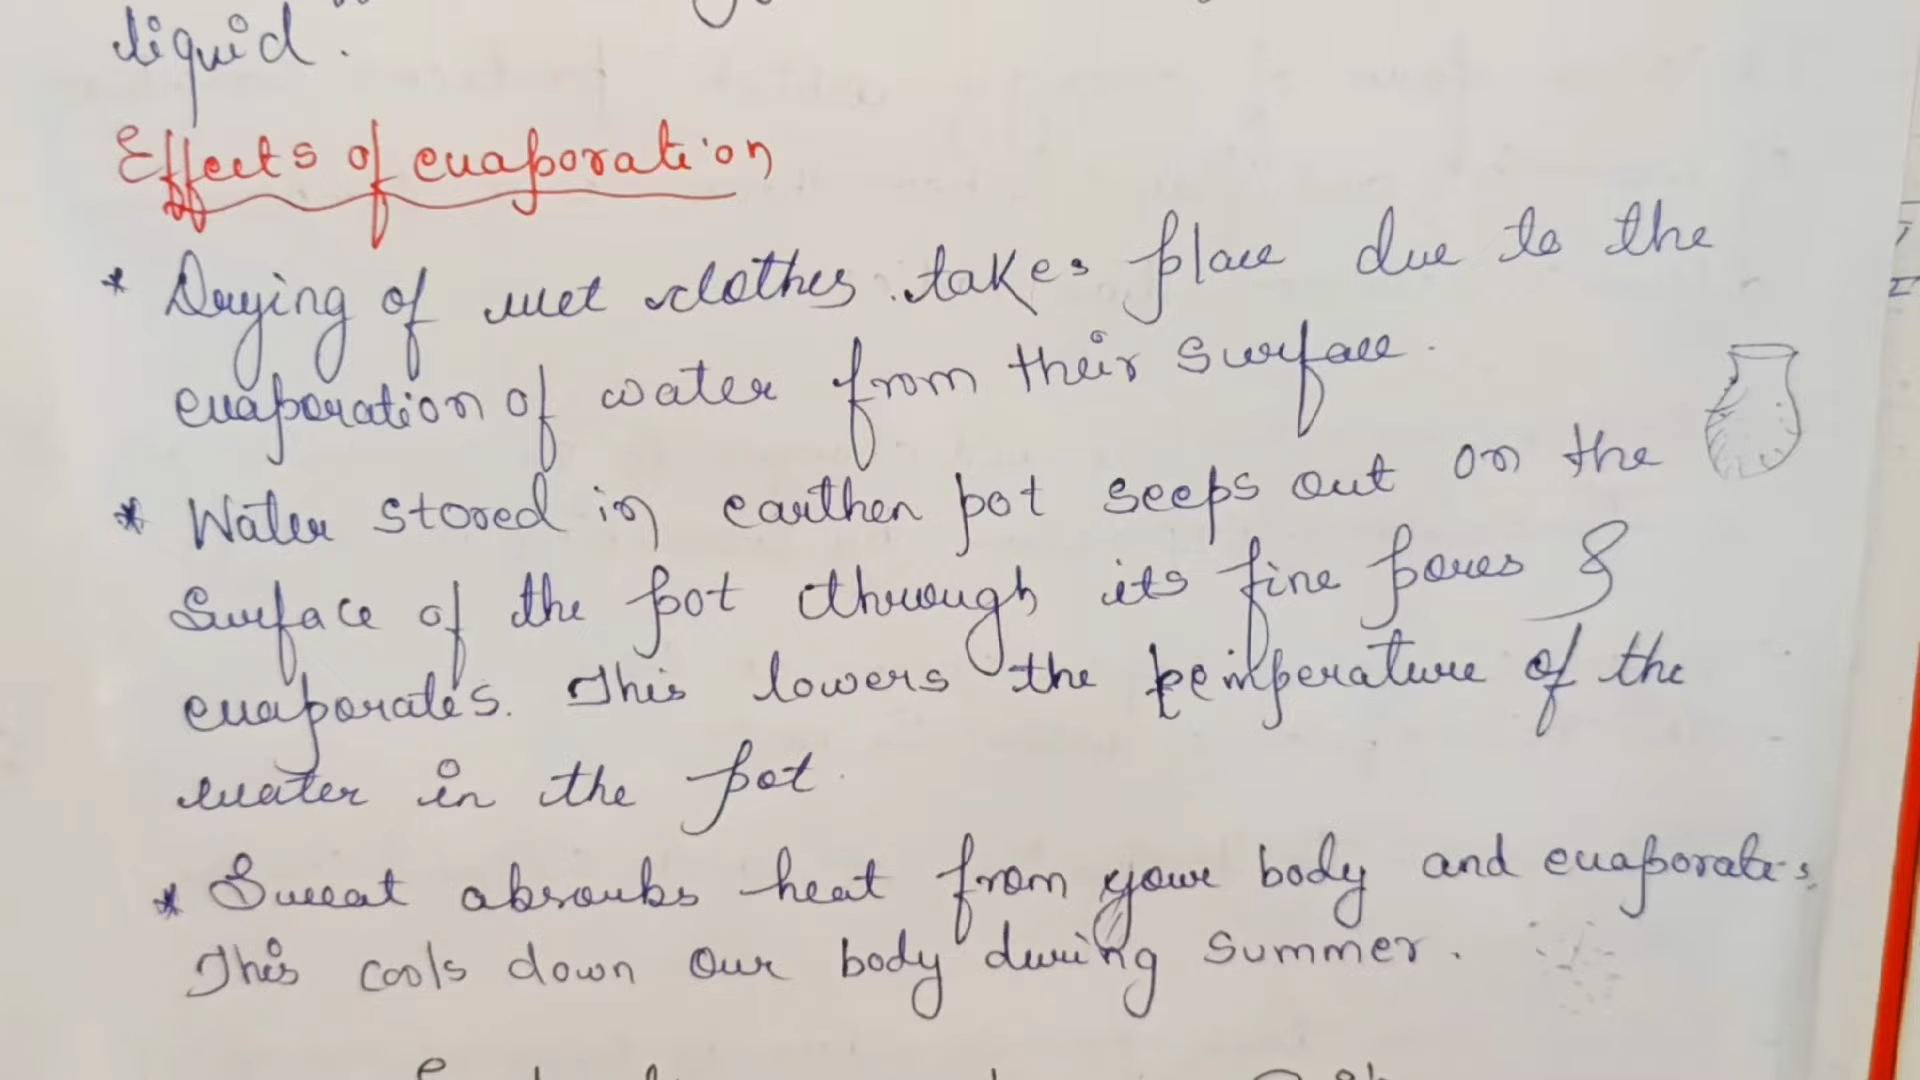 liquid.
Effects of evaporation
* Drying of wet clothes takes place due to the
evaporation of water from their surface.
* Water stored in earthen pot seeps out on the
Surface of the pot through its fine pores &
evaporates. This lowers the temperature of the
water in the pot.
* Sweat absorbs heat from your body and evaporates.
This cools down our body during summer.